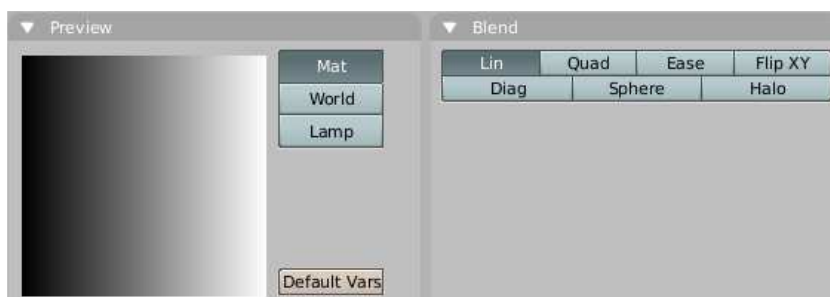 Preview
Mat
World
Lamp
Default Vars
Blend
Lin Quad Ease Flip XY
Diag Sphere Halo